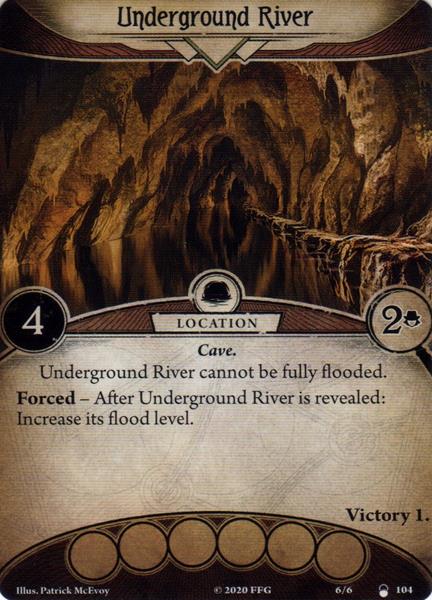 Underground River
4
LOCATION
2
Cave.
Underground River cannot be fully flooded.
Forced – After Underground River is revealed:
Increase its flood level.
Victory 1.
Illus. Patrick McEvoy © 2020 FFG 6/6 104